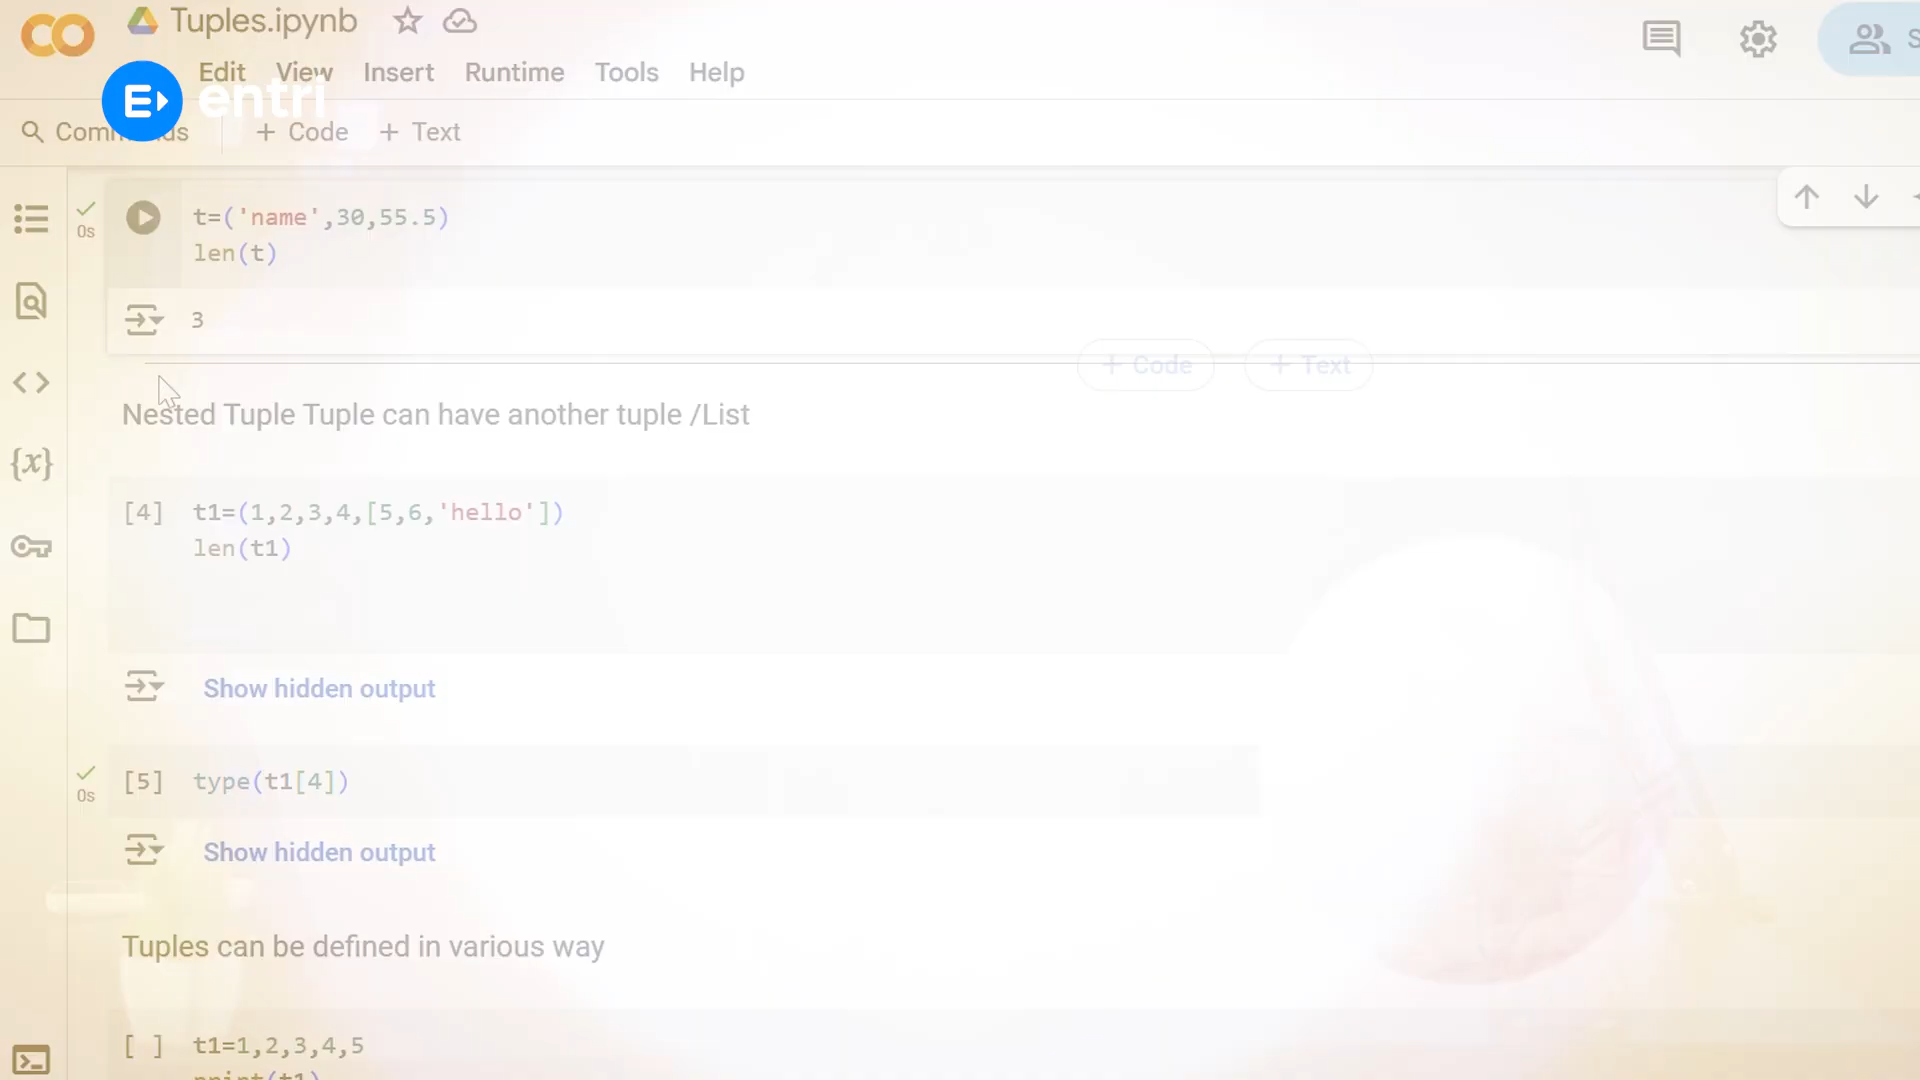 Tuples.ipynb
Edit View Insert Runtime Tools Help
entri
+ Code + Text
0s
t=('name',30,55.5)
len(t)
3
+ Code + Text
Nested Tuple Tuple can have another tuple /List
[4] t1=(1,2,3,4,[5,6,'hello'])
len(t1)
Show hidden output
0s
[5] type(t1[4])
Show hidden output
Tuples can be defined in various way
[ ] t1=1,2,3,4,5
print(t1)